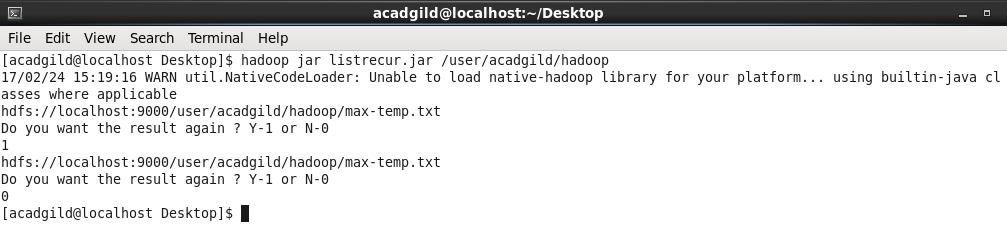 acadgild@localhost:~/Desktop
File Edit View Search Terminal Help
[acadgild@localhost Desktop]$ hadoop jar listrecur.jar /user/acadgild/hadoop
17/02/24 15:19:16 WARN util.NativeCodeLoader: Unable to load native-hadoop library for your platform... using builtin-java cl
asses where applicable
hdfs://localhost:9000/user/acadgild/hadoop/max-temp.txt
Do you want the result again ? Y-1 or N-0
1
hdfs://localhost:9000/user/acadgild/hadoop/max-temp.txt
Do you want the result again ? Y-1 or N-0
0
[acadgild@localhost Desktop]$